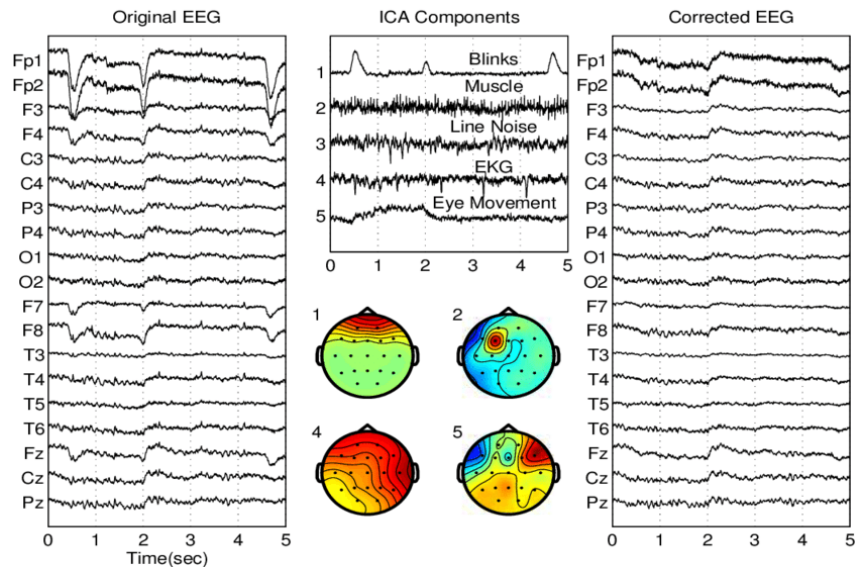 Original EEG
Fp1
Fp2
F3
F4
C3
C4
P3
P4
O1
O2
F7
F8
T3
T4
T5
T6
Fz
Cz
Pz
0 1 2 3 4 5
Time(sec)
ICA Components
1 Blinks
Muscle
2
Line Noise
3
EKG
4
Eye Movement
5
0 1 2 3 4 5
1 2
4 5
Corrected EEG
Fp1
Fp2
F3
F4
C3
C4
P3
P4
O1
O2
F7
F8
T3
T4
T5
T6
Fz
Cz
Pz
0 1 2 3 4 5